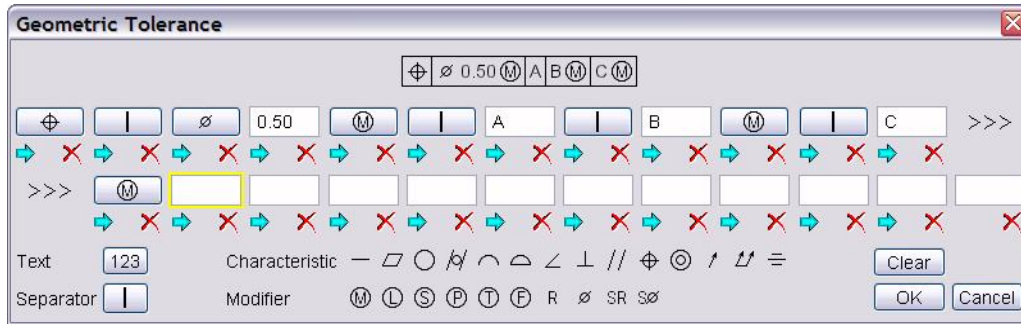 Geometric Tolerance
⌖ ⌀ 0.50 Ⓜ A B Ⓜ C Ⓜ
⌖ | ⌀ 0.50 Ⓜ | A | B Ⓜ | C >>>
>>> Ⓜ
Text 123 Characteristic ⏤ ⏥ ○ ⌭ ⌒ ⌓ ∠ ⊥ // ⌖ ◎ ↗ ⌰ ⌯ Clear
Separator | Modifier Ⓜ Ⓛ Ⓢ Ⓟ Ⓣ Ⓕ R ⌀ SR S⌀ OK Cancel